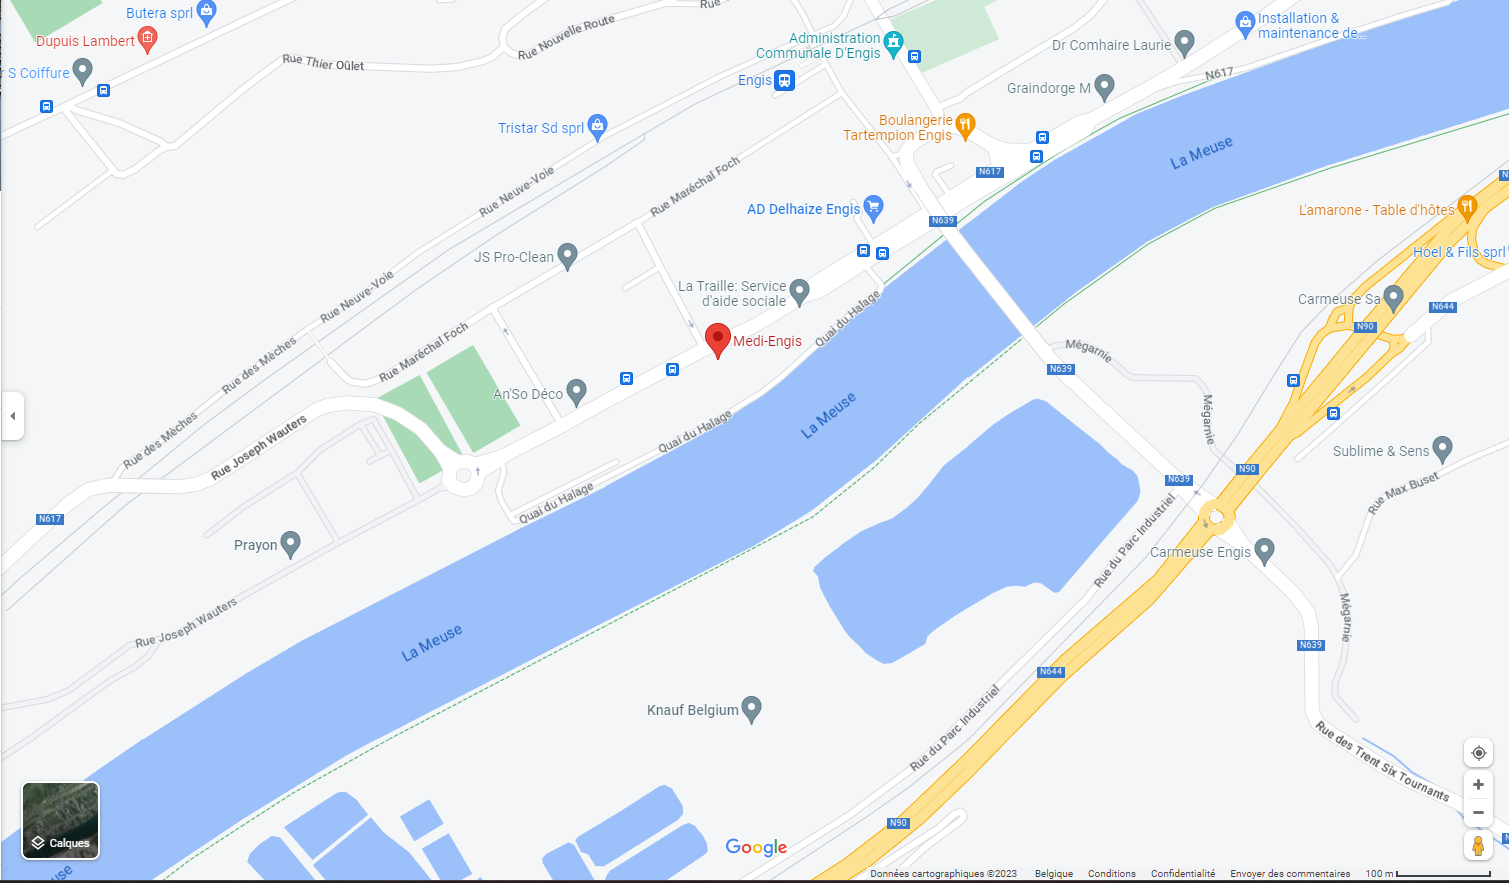 Butera sprl
Dupuis Lambert
r S Coiffure
Rue Thier Oûlet
Rue Nouvelle Route
Rue
Administration
Communale D'Engis
Engis
Dr Comhaire Laurie
Installation &
maintenance de...
N617
Graindorge M
Tristar Sd sprl
Boulangerie
Tartempion Engis
La Meuse
N617
Rue Maréchal Foch
Rue Neuve-Voie
AD Delhaize Engis
N639
L'amarone - Table d'hôtes
Hoel & Fils sprl
JS Pro-Clean
La Traille: Service
d'aide sociale
Rue Neuve-Voie
Quai du Halage
Carmeuse Sa
N644
N90
Medi-Engis
Rue Maréchal Foch
Rue des Mèches
Mégarnie
N639
An'So Déco
La Meuse
Mégarnie
Quai du Halage
Rue des Mèches
Rue Joseph Wauters
Sublime & Sens
N90
N639
Rue Max Buset
Quai du Halage
N617
Prayon
Rue du Parc Industriel
Carmeuse Engis
Rue Joseph Wauters
Mégarnie
La Meuse
N639
N644
Knauf Belgium
Rue du Parc Industriel
Rue des Trent Six Tournants
N90
Calques
Google
Données cartographiques ©2023 Belgique Conditions Confidentialité Envoyer des commentaires 100 m